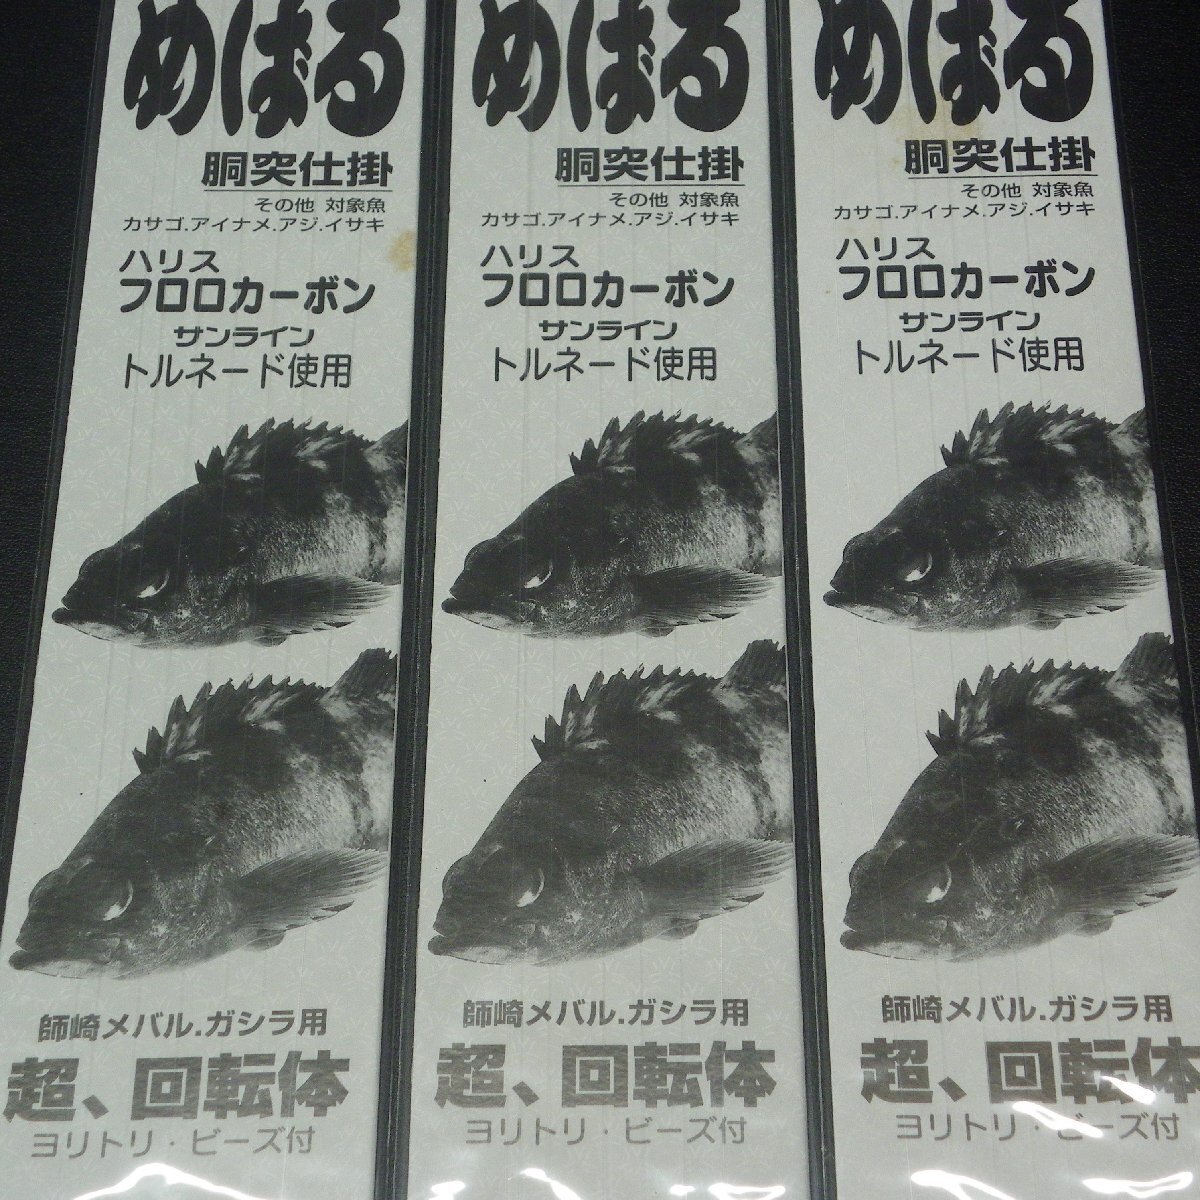 めばる
胴突仕掛
その他 対象魚
カサゴ.アイナメ.アジ.イサキ
ハリス
フロロカーボン
サンライン
トルネード使用
師崎メバル.ガシラ用
超、回転体
ヨリトリ・ビーズ付
めばる
胴突仕掛
その他 対象魚
カサゴ.アイナメ.アジ.イサキ
ハリス
フロロカーボン
サンライン
トルネード使用
師崎メバル.ガシラ用
超、回転体
ヨリトリ・ビーズ付
めばる
胴突仕掛
その他 対象魚
カサゴ.アイナメ.アジ.イサキ
ハリス
フロロカーボン
サンライン
トルネード使用
師崎メバル.ガシラ用
超、回転体
ヨリトリ・ビーズ付